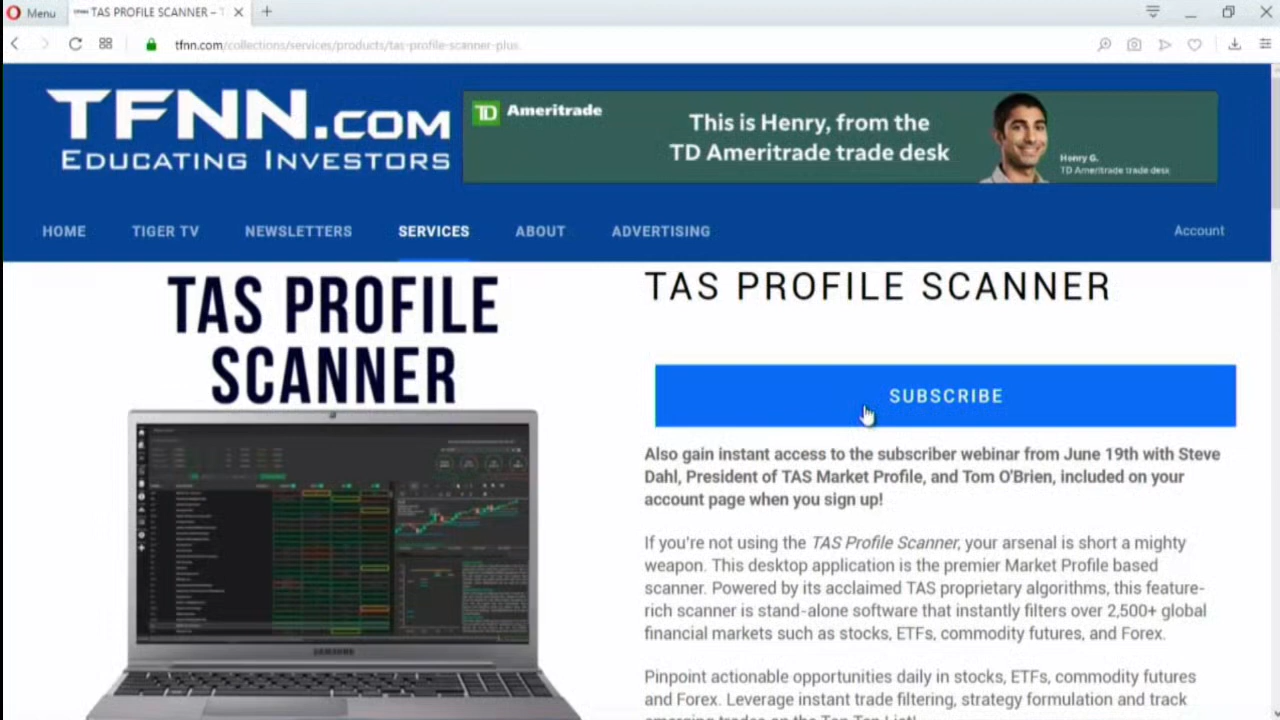 Menu
TAS PROFILE SCANNER –
tfnn.com/collections/services/products/tas-profile-scanner-plus
TFNN.COM
EDUCATING INVESTORS
TD Ameritrade
This is Henry, from the
TD Ameritrade trade desk
Henry G.
TD Ameritrade trade desk
HOME
TIGER TV
NEWSLETTERS
SERVICES
ABOUT
ADVERTISING
Account
TAS PROFILE
SCANNER
SAMSUNG
TAS PROFILE SCANNER
SUBSCRIBE
Also gain instant access to the subscriber webinar from June 19th with Steve
Dahl, President of TAS Market Profile, and Tom O'Brien, included on your
account page when you sign up!
If you're not using the TAS Profile Scanner, your arsenal is short a mighty
weapon. This desktop application is the premier Market Profile based
scanner. Powered by its acclaimed TAS proprietary algorithms, this feature-
rich scanner is stand-alone software that instantly filters over 2,500+ global
financial markets such as stocks, ETFs, commodity futures, and Forex.
Pinpoint actionable opportunities daily in stocks, ETFs, commodity futures
and Forex. Leverage instant trade filtering, strategy formulation and track
emerging trades on the Top Ten List!